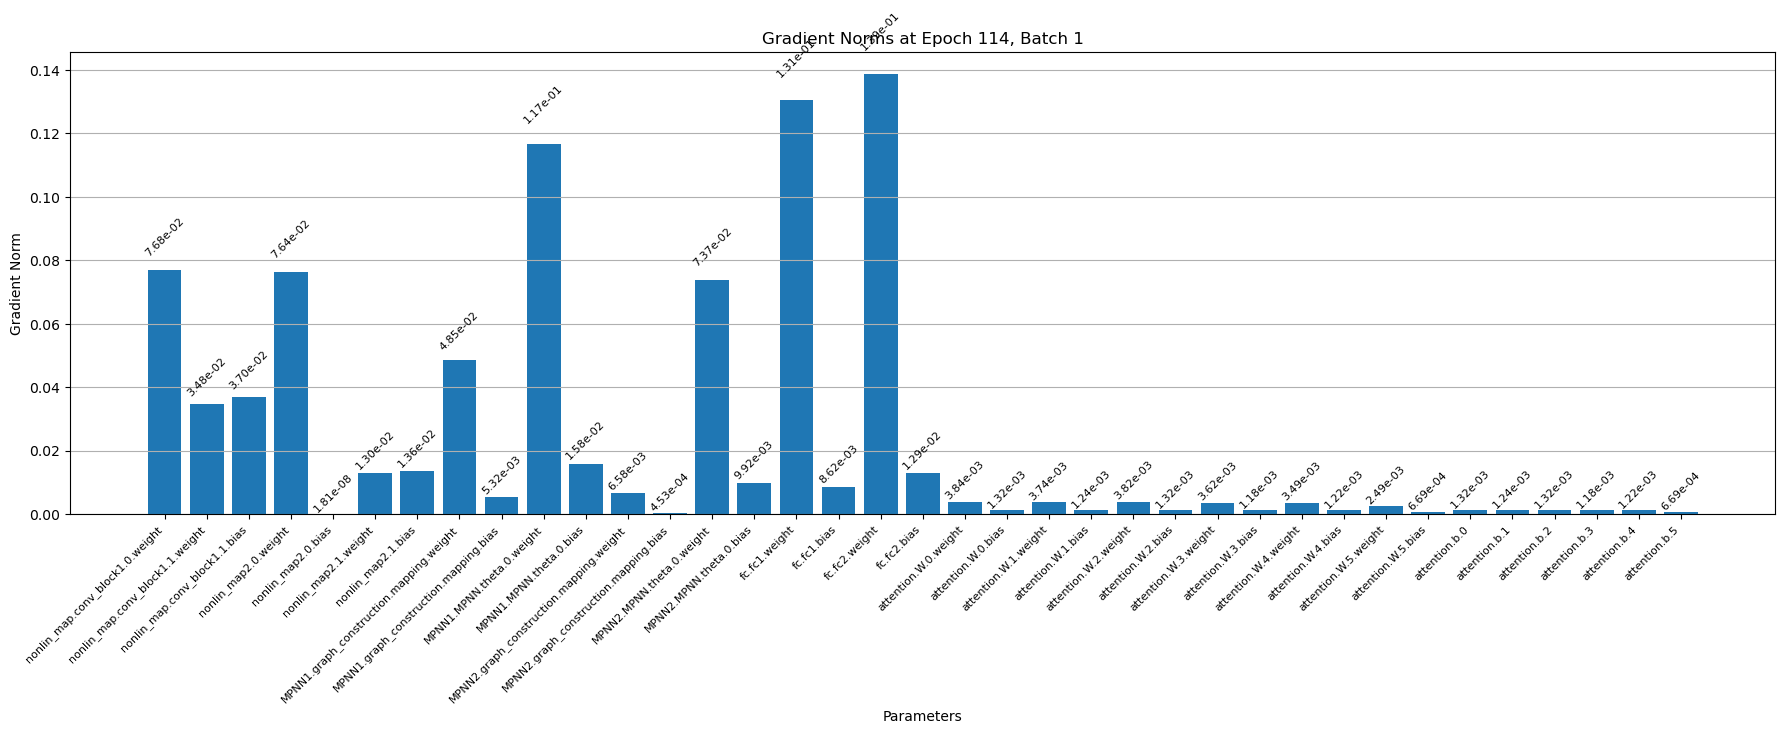 Gradient Norms at Epoch 114, Batch 1
Gradient Norm
0.14
0.12
0.10
0.08
0.06
0.04
0.02
0.00
7.68e-02
3.48e-02
3.70e-02
7.64e-02
1.81e-08
1.30e-02
1.36e-02
4.85e-02
5.32e-03
1.17e-01
1.58e-02
6.58e-03
4.53e-04
7.37e-02
9.92e-03
1.31e-01
8.62e-03
1.39e-01
1.29e-02
3.84e-03
1.32e-03
3.74e-03
1.24e-03
3.82e-03
1.32e-03
3.62e-03
1.18e-03
3.49e-03
1.22e-03
2.49e-03
6.69e-04
1.32e-03
1.24e-03
1.32e-03
1.18e-03
1.22e-03
6.69e-04
nonlin_map.conv_block1.0.weight
nonlin_map.conv_block1.1.weight
nonlin_map.conv_block1.1.bias
nonlin_map2.0.weight
nonlin_map2.0.bias
nonlin_map2.1.weight
nonlin_map2.1.bias
MPNN1.graph_construction.mapping.weight
MPNN1.graph_construction.mapping.bias
MPNN1.MPNN.theta.0.weight
MPNN1.MPNN.theta.0.bias
MPNN2.graph_construction.mapping.weight
MPNN2.graph_construction.mapping.bias
MPNN2.MPNN.theta.0.weight
MPNN2.MPNN.theta.0.bias
fc.fc1.weight
fc.fc1.bias
fc.fc2.weight
fc.fc2.bias
attention.W.0.weight
attention.W.0.bias
attention.W.1.weight
attention.W.1.bias
attention.W.2.weight
attention.W.2.bias
attention.W.3.weight
attention.W.3.bias
attention.W.4.weight
attention.W.4.bias
attention.W.5.weight
attention.W.5.bias
attention.b.0
attention.b.1
attention.b.2
attention.b.3
attention.b.4
attention.b.5
Parameters